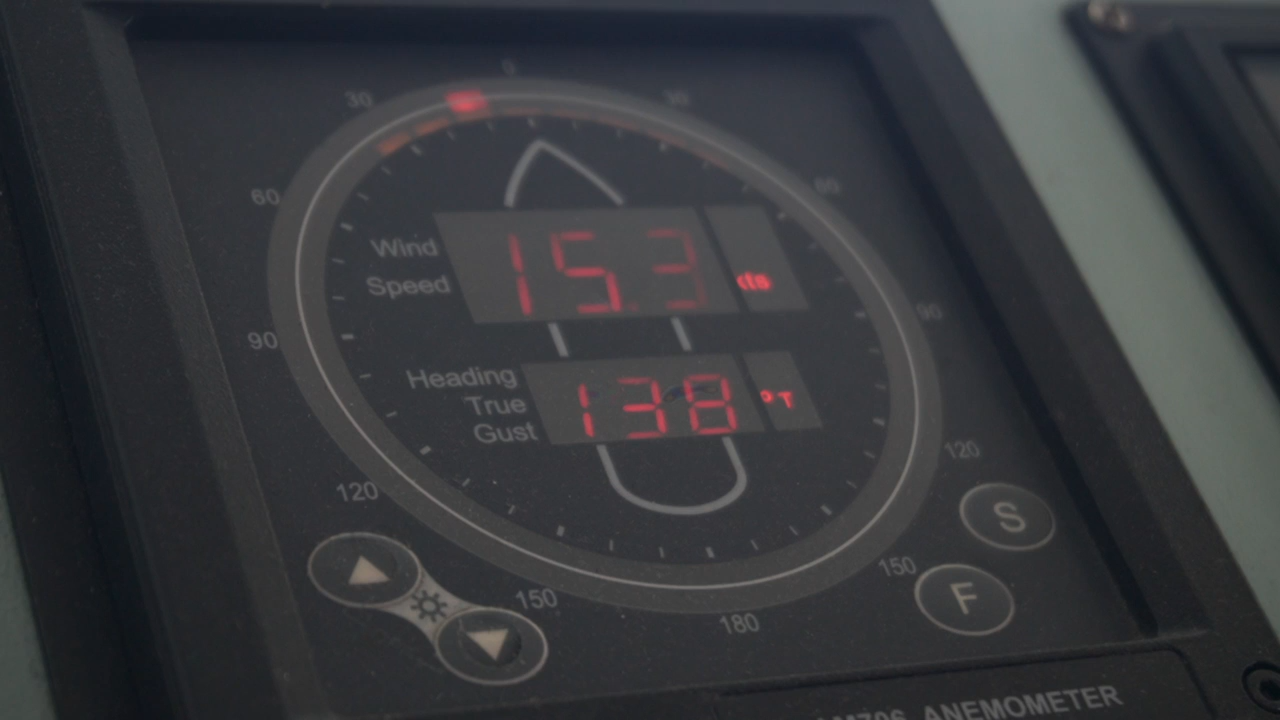 0
30
30
60
60
Wind
Speed
15.3
kts
90
90
Heading
True
Gust
138
°T
120
120
S
150
150
F
180
ANEMOMETER